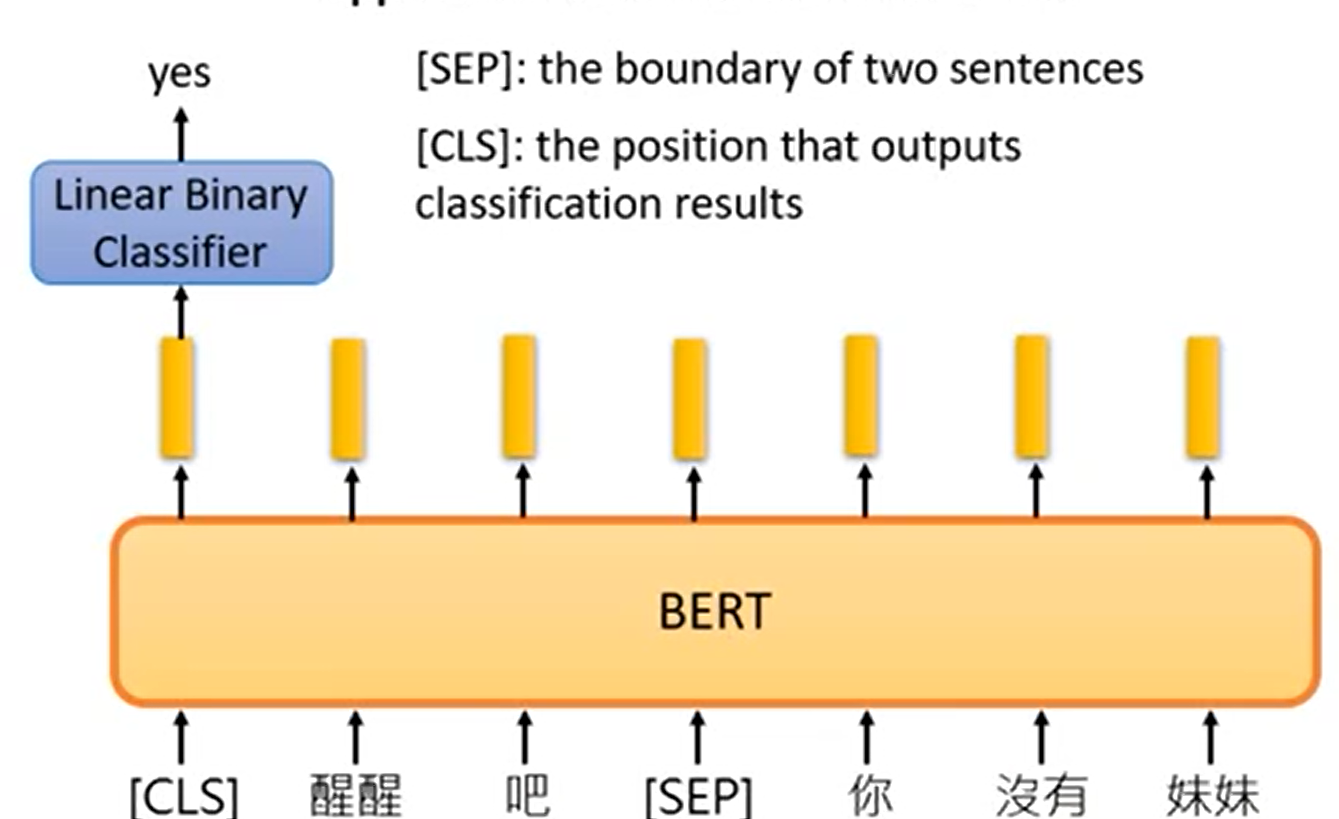 yes
[SEP]: the boundary of two sentences
[CLS]: the position that outputs
classification results
Linear Binary
Classifier
BERT
[CLS] 醒醒 吧 [SEP] 你 沒有 妹妹